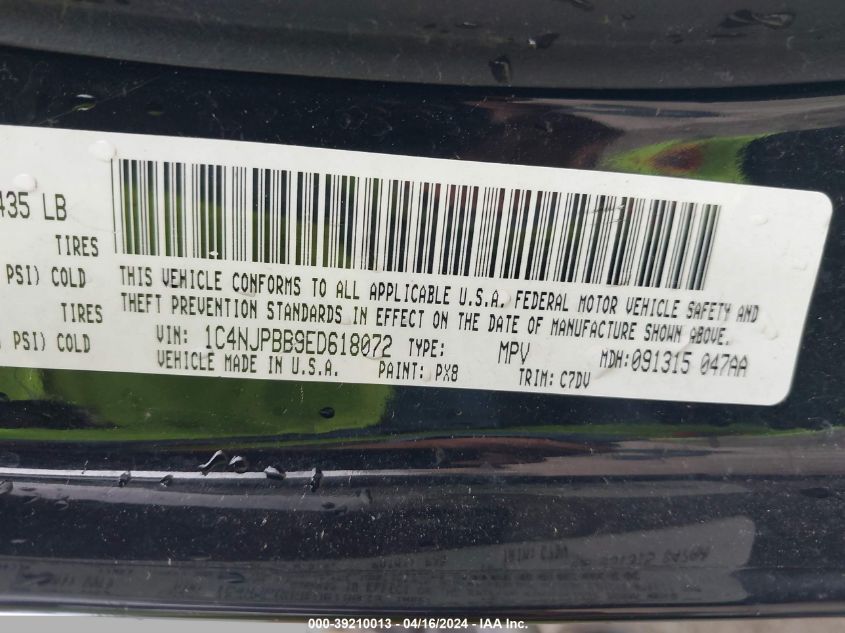 435 LB
TIRES
PSI) COLD
TIRES
PSI) COLD
THIS VEHICLE CONFORMS TO ALL APPLICABLE U.S.A. FEDERAL MOTOR VEHICLE SAFETY AND
THEFT PREVENTION STANDARDS IN EFFECT ON THE DATE OF MANUFACTURE SHOWN ABOVE.
VIN: 1C4NJPBB9ED618072 TYPE: MPV MDH:091315 047AA
VEHICLE MADE IN U.S.A. PAINT: PX8 TRIM: C7DV
000-39210013 - 04/16/2024 - IAA Inc.